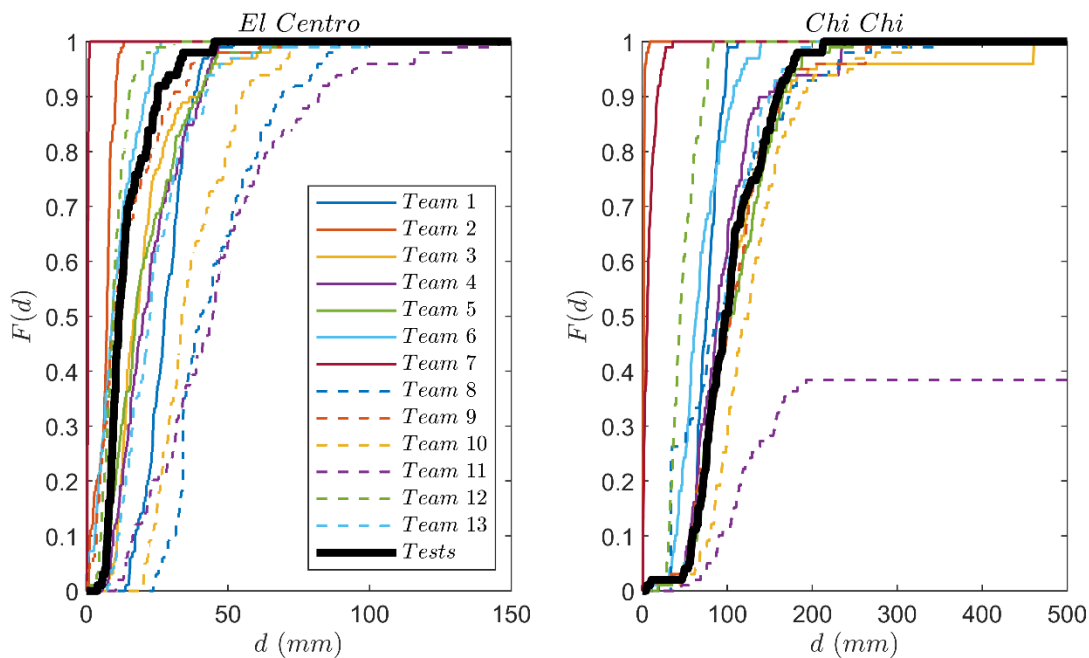 El Centro
1
0.9
0.8
0.7
0.6
0.5
0.4
0.3
0.2
0.1
0
F(d)
0 50 100 150
d (mm)
Team 1
Team 2
Team 3
Team 4
Team 5
Team 6
Team 7
Team 8
Team 9
Team 10
Team 11
Team 12
Team 13
Tests
Chi Chi
1
0.9
0.8
0.7
0.6
0.5
0.4
0.3
0.2
0.1
0
F(d)
0 100 200 300 400 500
d (mm)